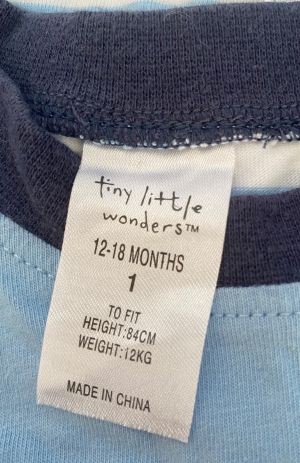 tiny little
wonders™
12-18 MONTHS
1
TO FIT
HEIGHT:84CM
WEIGHT:12KG
MADE IN CHINA